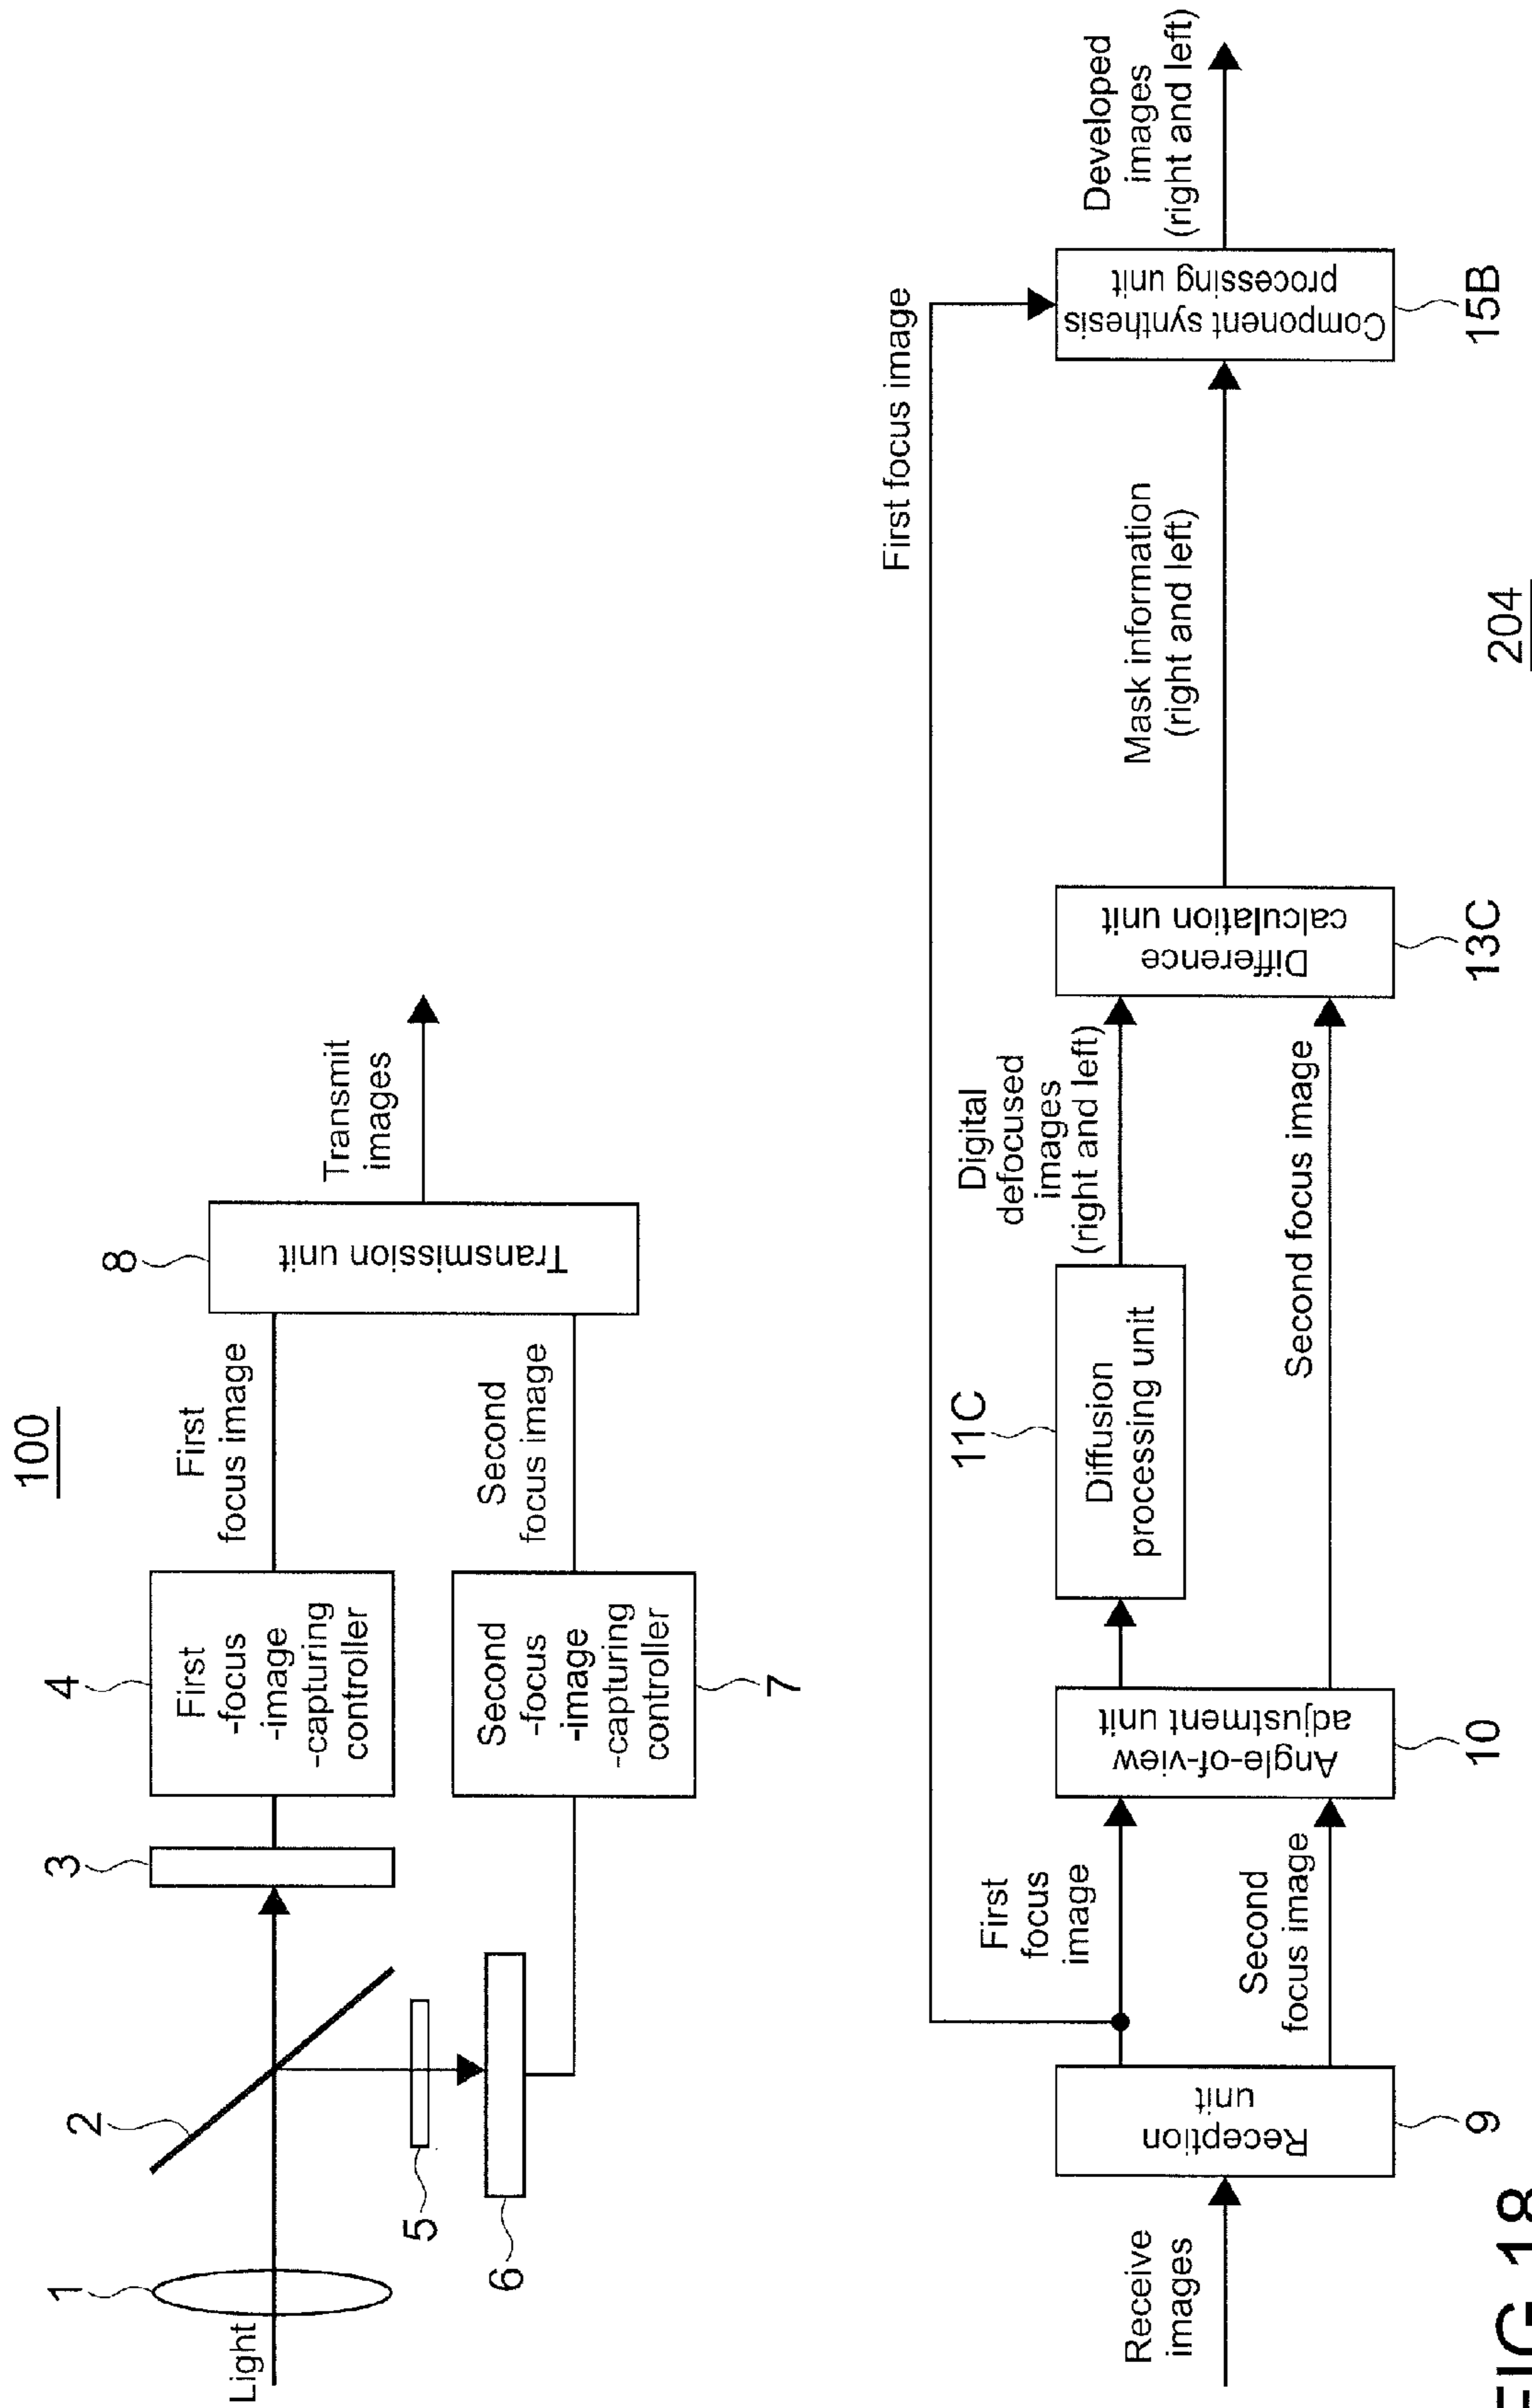 100
Light
1
2
3
4
First
-focus
-image
-capturing
controller
5
6
Second
-focus
-image
-capturing
controller
7
First
focus image
Second
focus image
8
Transmission unit
Transmit
images
Receive
images
Reception
unit
9
First
focus
image
Second
focus image
Angle-of-view
adjustment unit
10
11C
Diffusion
processing unit
Digital
defocused
images
(right and left)
Second focus image
Difference
calculation unit
13C
Mask information
(right and left)
First focus image
Component synthesis
processing unit
15B
Developed
images
(right and left)
204
FIG.18